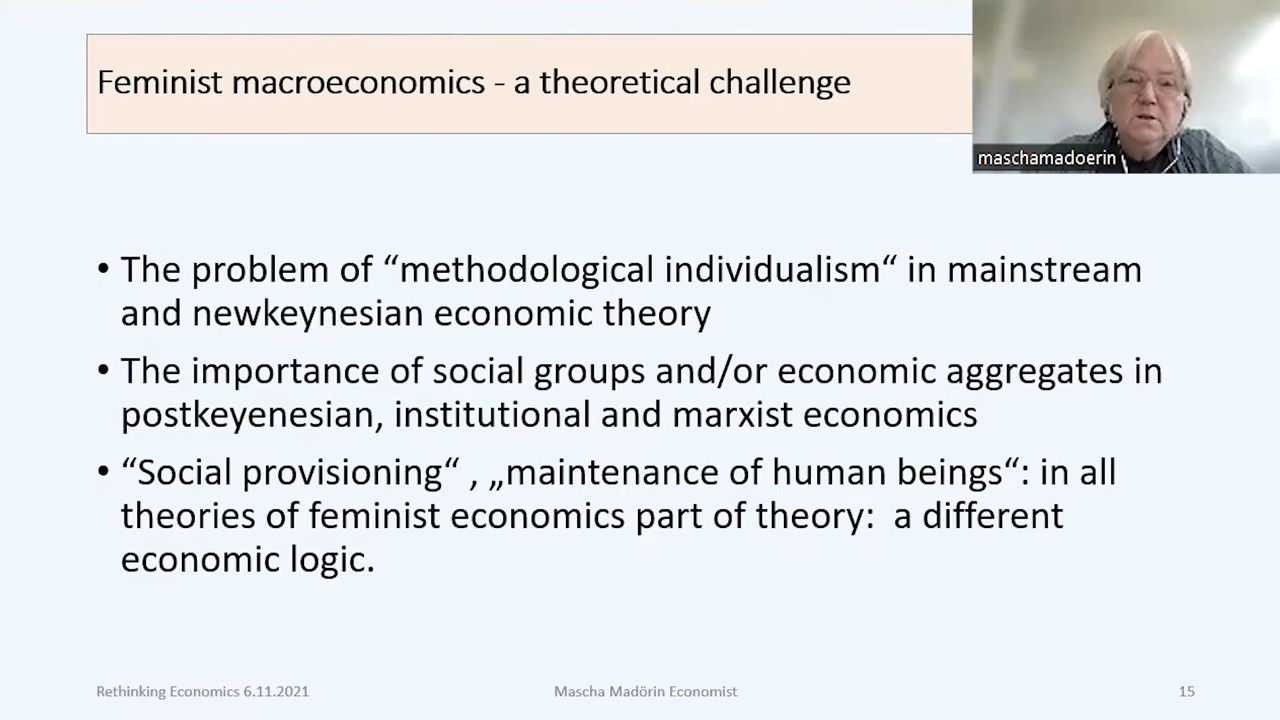 Feminist macroeconomics - a theoretical challenge
maschamadoerin
• The problem of “methodological individualism“ in mainstream
and newkeynesian economic theory
• The importance of social groups and/or economic aggregates in
postkeyenesian, institutional and marxist economics
• “Social provisioning“ , „maintenance of human beings“: in all
theories of feminist economics part of theory:  a different
economic logic.
Rethinking Economics 6.11.2021
Mascha Madörin Economist
15